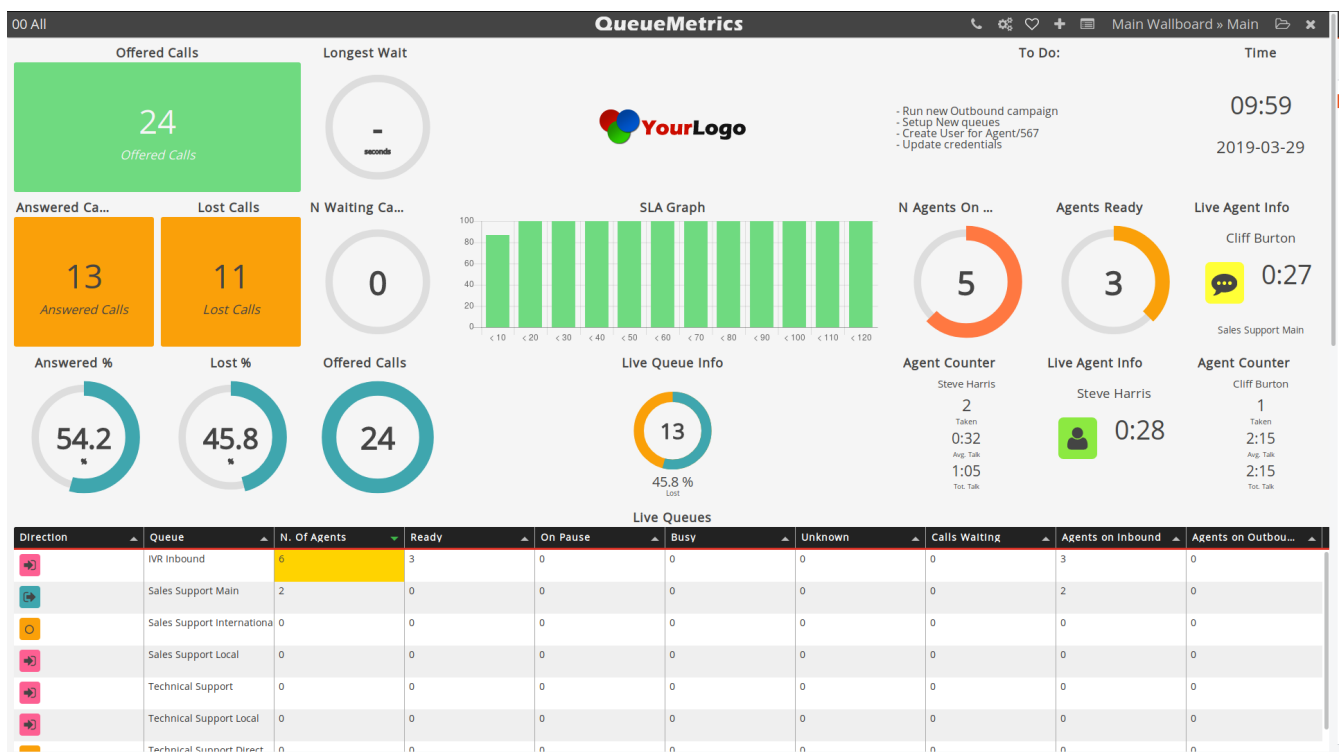 00 All
QueueMetrics
Main Wallboard » Main
Offered Calls
24
Offered Calls
Longest Wait
-
seconds
YourLogo
To Do:
- Run new Outbound campaign
- Setup New queues
- Create User for Agent/567
- Update credentials
Time
09:59
2019-03-29
Answered Ca...
13
Answered Calls
Lost Calls
11
Lost Calls
N Waiting Ca...
0
SLA Graph
100
80
60
40
20
0
< 10 < 20 < 30 < 40 < 50 < 60 < 70 < 80 < 90 < 100 < 110 < 120
N Agents On ...
5
Agents Ready
3
Live Agent Info
Cliff Burton
0:27
Sales Support Main
Answered %
54.2
%
Lost %
45.8
%
Offered Calls
24
Live Queue Info
13
45.8 %
Lost
Agent Counter
Steve Harris
2
Taken
0:32
Avg. Talk
1:05
Tot. Talk
Live Agent Info
Steve Harris
0:28
Agent Counter
Cliff Burton
1
Taken
2:15
Avg. Talk
2:15
Tot. Talk
Live Queues
Direction Queue N. Of Agents Ready On Pause Busy Unknown Calls Waiting Agents on Inbound Agents on Outbou...
IVR Inbound 6 3 0 0 0 0 3 0
Sales Support Main 2 0 0 0 0 0 2 0
Sales Support Internationa 0 0 0 0 0 0 0 0
Sales Support Local 0 0 0 0 0 0 0 0
Technical Support 0 0 0 0 0 0 0 0
Technical Support Local 0 0 0 0 0 0 0 0
Technical Support Direct 0 0 0 0 0 0 0 0